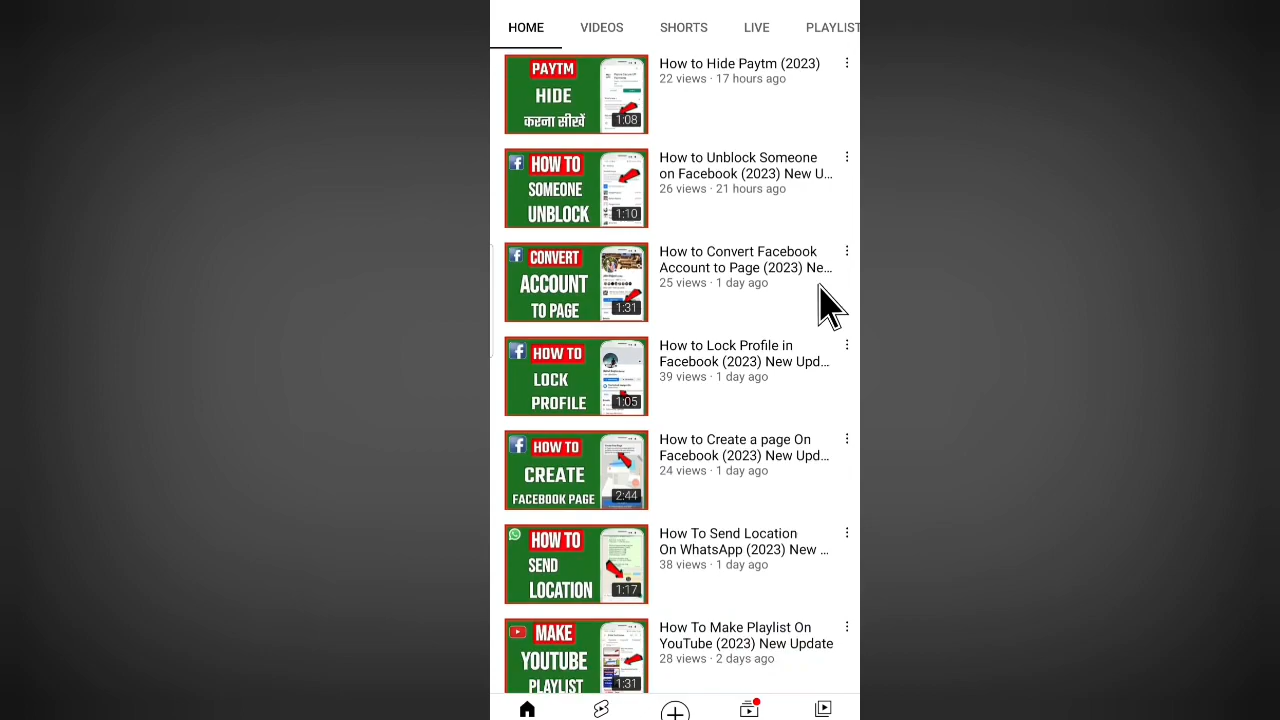 HOME VIDEOS SHORTS LIVE PLAYLIST
PAYTM
HIDE
करना सीखें
1:08
How to Hide Paytm (2023)
22 views · 17 hours ago
HOW TO
SOMEONE
UNBLOCK
1:10
How to Unblock Someone
on Facebook (2023) New U...
26 views · 21 hours ago
CONVERT
ACCOUNT
TO PAGE
1:31
How to Convert Facebook
Account to Page (2023) Ne...
25 views · 1 day ago
HOW TO
LOCK
PROFILE
1:05
How to Lock Profile in
Facebook (2023) New Upd...
39 views · 1 day ago
HOW TO
CREATE
FACEBOOK PAGE
2:44
How to Create a page On
Facebook (2023) New Upd...
24 views · 1 day ago
HOW TO
SEND
LOCATION
1:17
How To Send Location
On WhatsApp (2023) New ...
38 views · 1 day ago
MAKE
YOUTUBE
PLAYLIST
1:31
How To Make Playlist On
YouTube (2023) New Update
28 views · 2 days ago